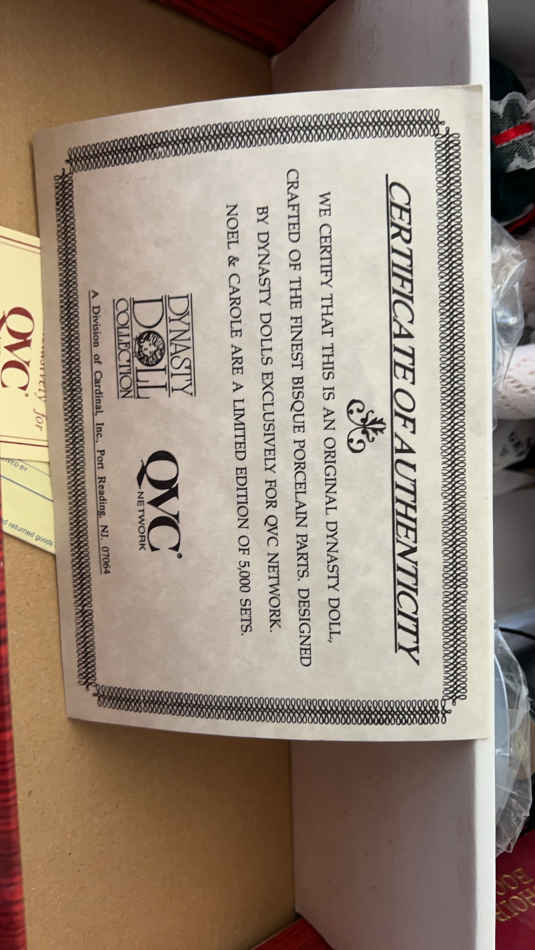 CERTIFICATE OF AUTHENTICITY
WE CERTIFY THAT THIS IS AN ORIGINAL DYNASTY DOLL,
CRAFTED OF THE FINEST BISQUE PORCELAIN PARTS. DESIGNED
BY DYNASTY DOLLS EXCLUSIVELY FOR QVC NETWORK.
NOEL & CAROLE ARE A LIMITED EDITION OF 5,000 SETS.
DYNASTY
DOLL
COLLECTION
QVC®
NETWORK
A Division of Cardinal, Inc., Port Reading, NJ, 07064
for
QVC®
returned goods